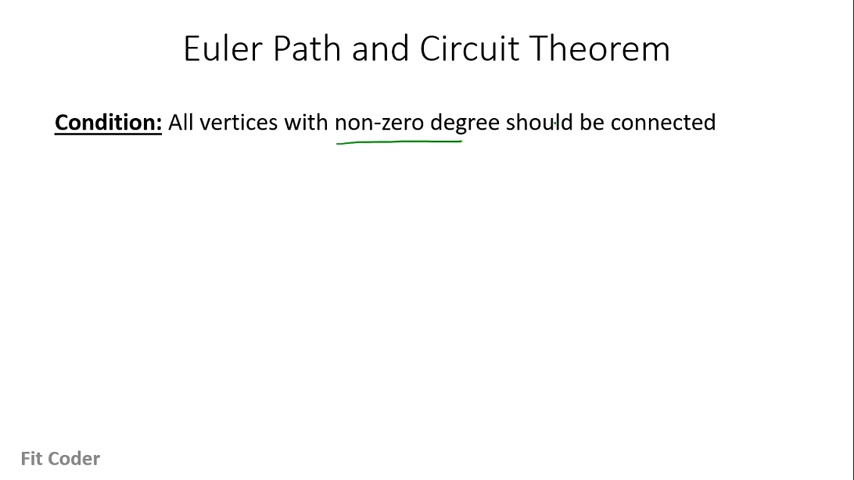 Euler Path and Circuit Theorem
Condition: All vertices with non-zero degree should be connected
Fit Coder